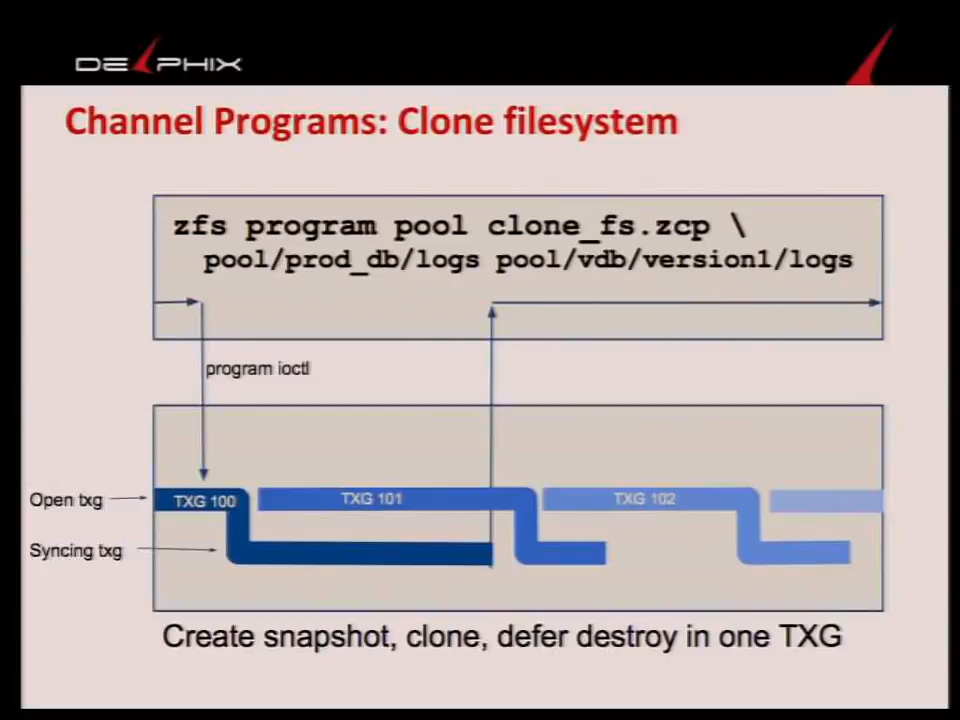 DELPHIX
Channel Programs: Clone filesystem
zfs program pool clone_fs.zcp \
pool/prod_db/logs pool/vdb/version1/logs
program ioctl
Open txg
TXG 100
TXG 101
TXG 102
Syncing txg
Create snapshot, clone, defer destroy in one TXG